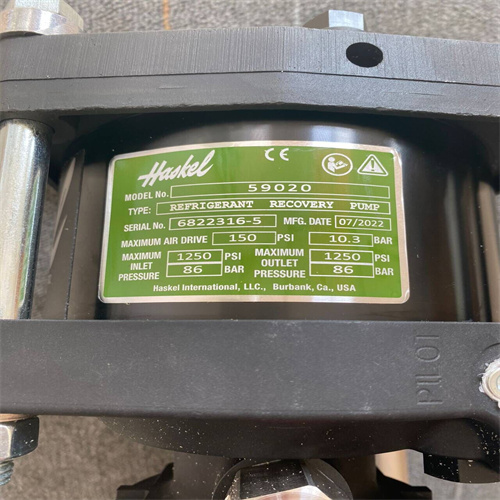 Haskel CE
MODEL No. 59020
TYPE: REFRIGERANT RECOVERY PUMP
SERIAL No. 6822316-5 MFG. DATE 07/2022
MAXIMUM AIR DRIVE 150 PSI 10.3 BAR
MAXIMUM INLET PRESSURE 1250 PSI 86 BAR MAXIMUM OUTLET PRESSURE 1250 PSI 86 BAR
Haskel International, LLC., Burbank, Ca., USA
PILOT